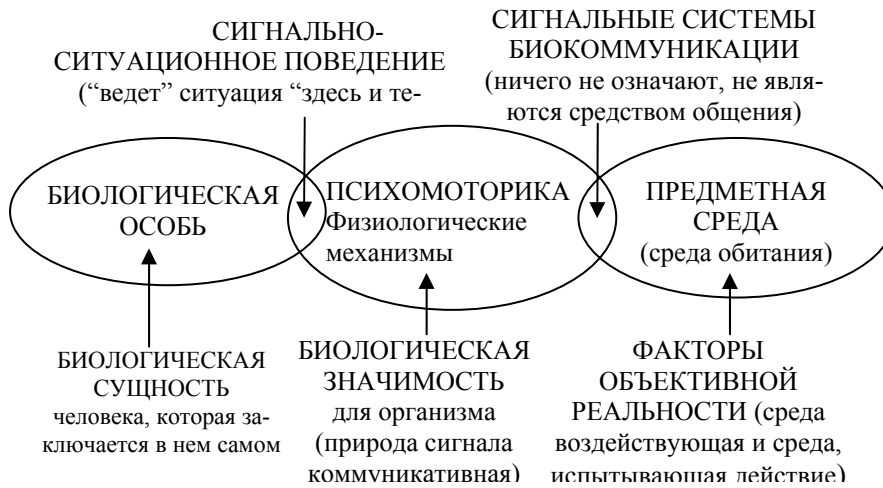 СИГНАЛЬНО-
СИТУАЦИОННОЕ ПОВЕДЕНИЕ
(“ведет” ситуация “здесь и те-
СИГНАЛЬНЫЕ СИСТЕМЫ
БИОКОММУНИКАЦИИ
(ничего не означают, не явля-
ются средством общения)
БИОЛОГИЧЕСКАЯ
ОСОБЬ
ПСИХОМОТОРИКА
Физиологические
механизмы
ПРЕДМЕТНАЯ
СРЕДА
(среда обитания)
БИОЛОГИЧЕСКАЯ
СУЩНОСТЬ
человека, которая за-
ключается в нем самом
БИОЛОГИЧЕСКАЯ
ЗНАЧИМОСТЬ
для организма
(природа сигнала
коммуникативная)
ФАКТОРЫ
ОБЪЕКТИВНОЙ
РЕАЛЬНОСТИ (среда
воздействующая и среда,
испытывающая действие)